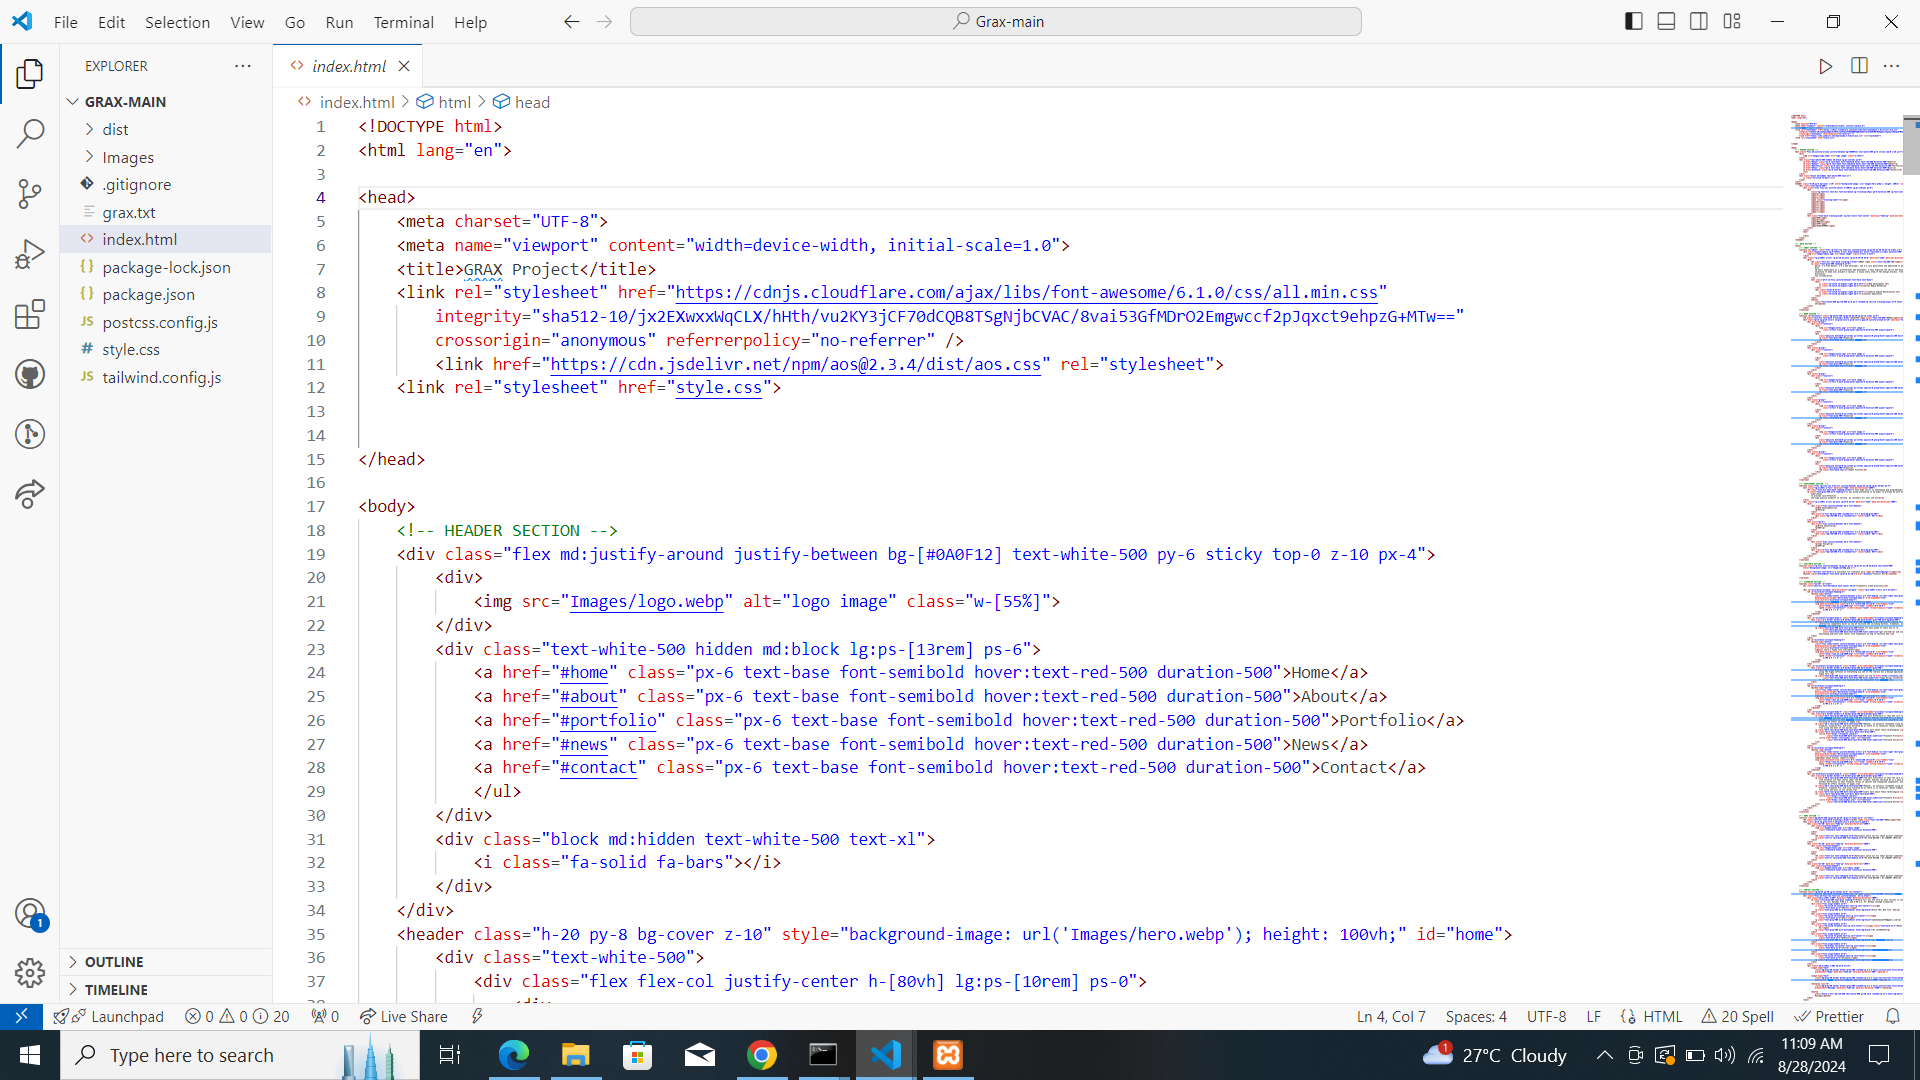 File Edit Selection View Go Run Terminal Help
Grax-main
EXPLORER
index.html
GRAX-MAIN
dist
Images
.gitignore
grax.txt
index.html
package-lock.json
package.json
JS postcss.config.js
# style.css
JS tailwind.config.js
OUTLINE
TIMELINE
1
index.html > html > head
1 <!DOCTYPE html>
2 <html lang="en">
3
4 <head>
5 <meta charset="UTF-8">
6 <meta name="viewport" content="width=device-width, initial-scale=1.0">
7 <title>GRAX Project</title>
8 <link rel="stylesheet" href="https://cdnjs.cloudflare.com/ajax/libs/font-awesome/6.1.0/css/all.min.css"
9 integrity="sha512-10/jx2EXwxxWqCLX/hHth/vu2KY3jCF70dCQB8TSgNjbCVAC/8vai53GfMDrO2Emgwccf2pJqxct9ehpzG+MTw=="
10 crossorigin="anonymous" referrerpolicy="no-referrer" />
11 <link href="https://cdn.jsdelivr.net/npm/aos@2.3.4/dist/aos.css" rel="stylesheet">
12 <link rel="stylesheet" href="style.css">
13
14
15 </head>
16
17 <body>
18 <!-- HEADER SECTION -->
19 <div class="flex md:justify-around justify-between bg-[#0A0F12] text-white-500 py-6 sticky top-0 z-10 px-4">
20 <div>
21 <img src="Images/logo.webp" alt="logo image" class="w-[55%]">
22 </div>
23 <div class="text-white-500 hidden md:block lg:ps-[13rem] ps-6">
24 <a href="#home" class="px-6 text-base font-semibold hover:text-red-500 duration-500">Home</a>
25 <a href="#about" class="px-6 text-base font-semibold hover:text-red-500 duration-500">About</a>
26 <a href="#portfolio" class="px-6 text-base font-semibold hover:text-red-500 duration-500">Portfolio</a>
27 <a href="#news" class="px-6 text-base font-semibold hover:text-red-500 duration-500">News</a>
28 <a href="#contact" class="px-6 text-base font-semibold hover:text-red-500 duration-500">Contact</a>
29 </ul>
30 </div>
31 <div class="block md:hidden text-white-500 text-xl">
32 <i class="fa-solid fa-bars"></i>
33 </div>
34 </div>
35 <header class="h-20 py-8 bg-cover z-10" style="background-image: url('Images/hero.webp'); height: 100vh;" id="home">
36 <div class="text-white-500">
37 <div class="flex flex-col justify-center h-[80vh] lg:ps-[10rem] ps-0">
38 <div
Launchpad 0 0 20 0 Live Share Ln 4, Col 7 Spaces: 4 UTF-8 LF HTML 20 Spell Prettier
Type here to search
1 27°C Cloudy
11:09 AM
8/28/2024